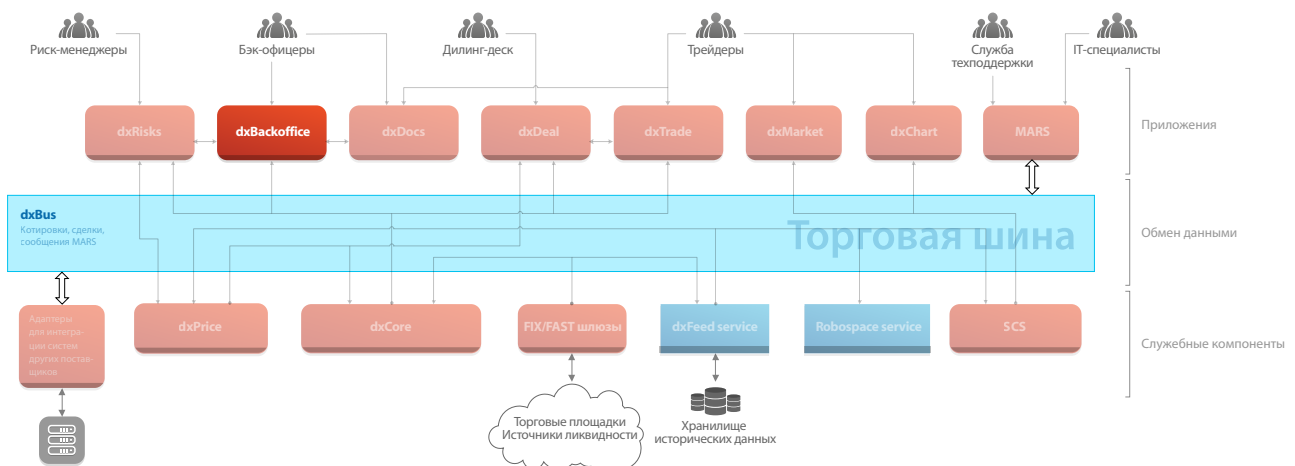 Риск-менеджеры
Бэк-офицеры
Дилинг-деск
Трейдеры
Служба
техподдержки
IT-специалисты
dxRisks
dxBackoffice
dxDocs
dxDeal
dxTrade
dxMarket
dxChart
MARS
Приложения
dxBus
Котировки, сделки,
сообщения MARS
Торговая шина
Обмен данными
Адаптеры
для интегра-
ции систем
других постав-
щиков
dxPrice
dxCore
FIX/FAST шлюзы
dxFeed service
Robospace service
SCS
Служебные компоненты
Торговые площадки
Источники ликвидности
Хранилище
исторических данных